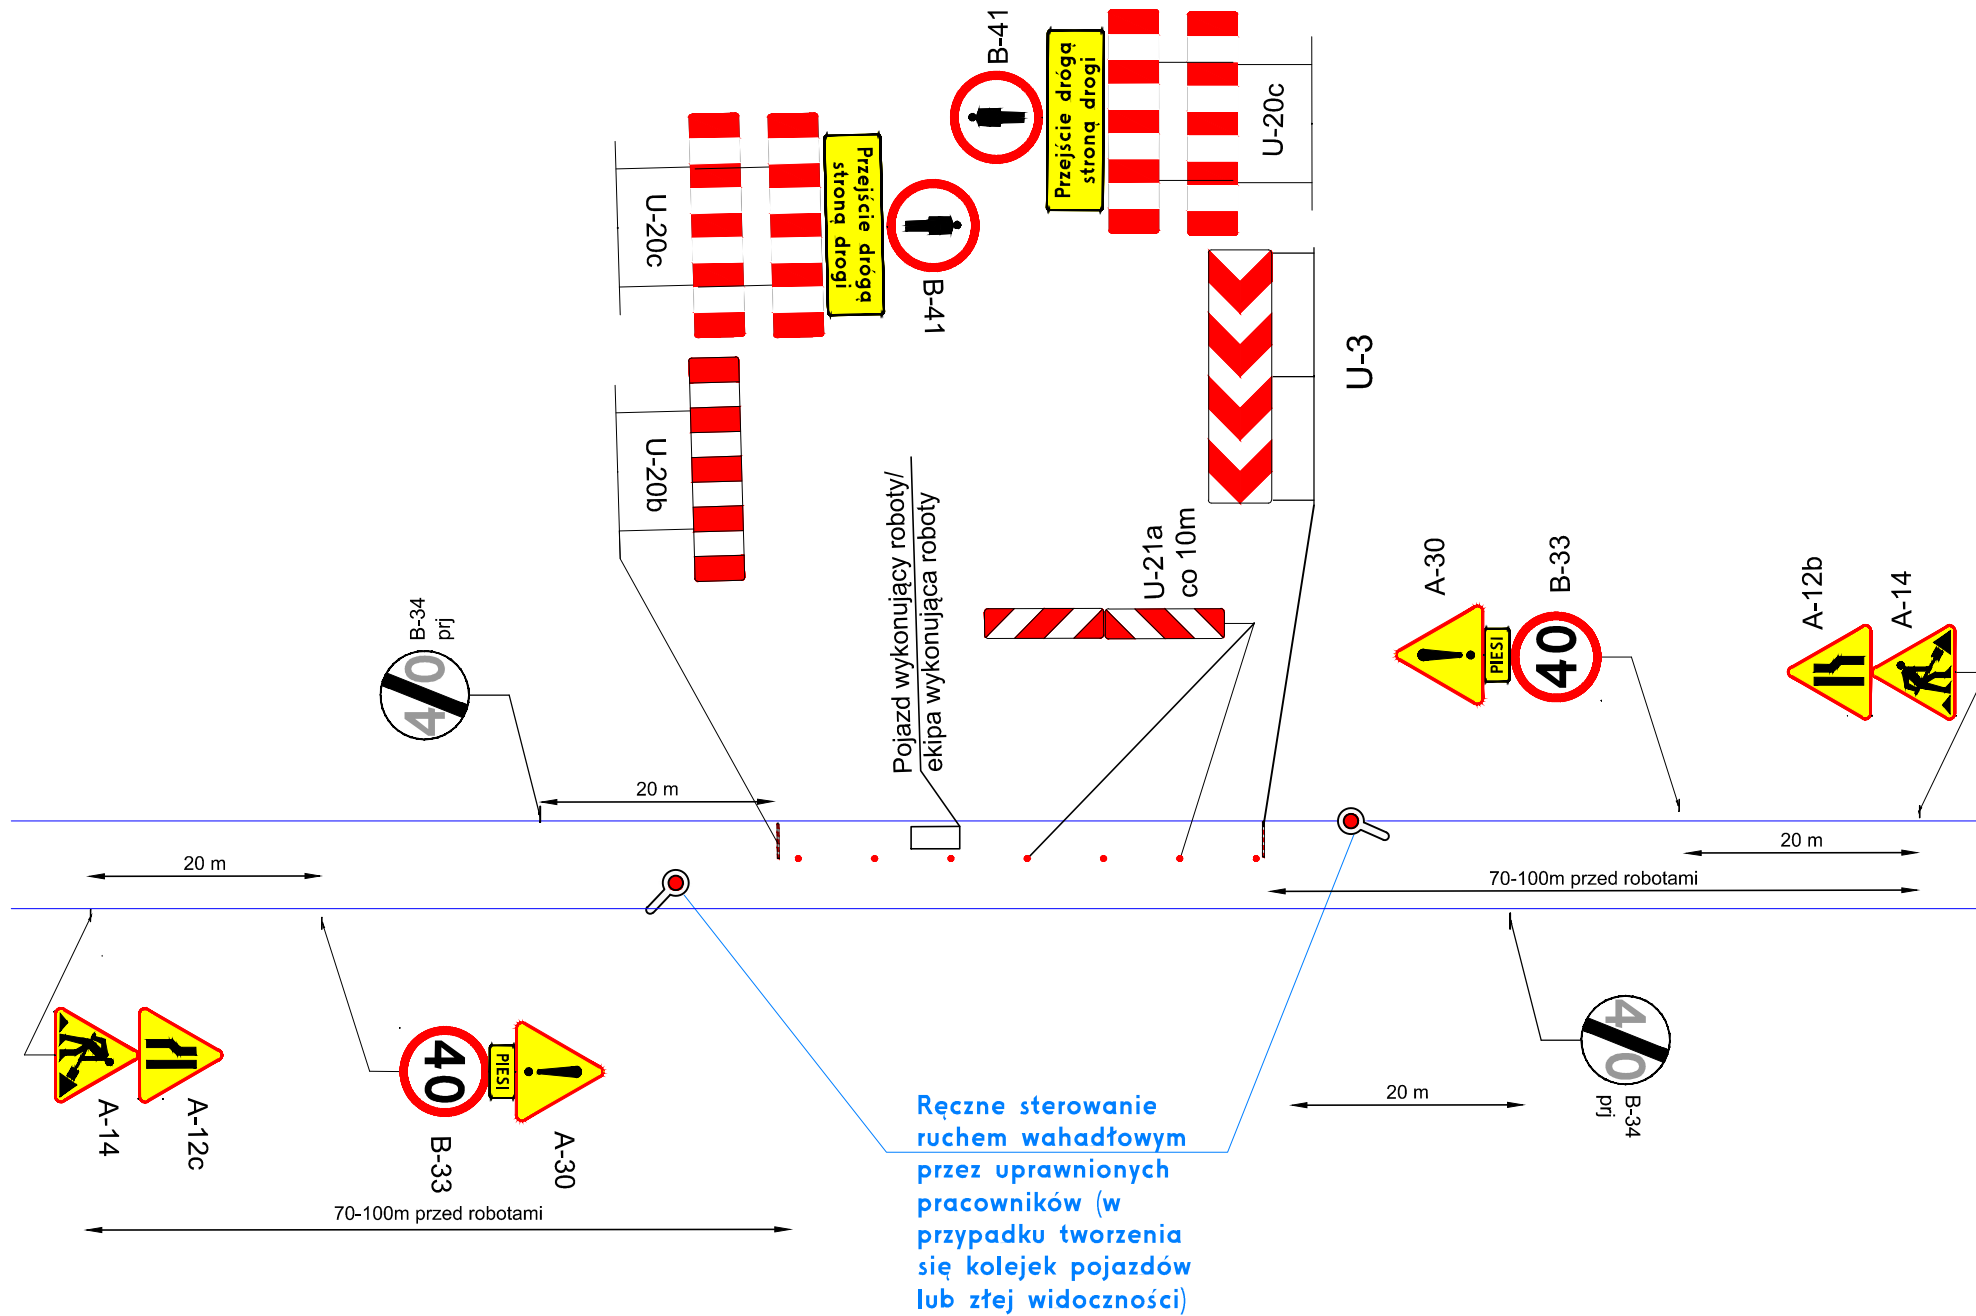 B-41
Przejście drógą
stroną drogi
U-20c
U-20c
Przejście drógą
stroną drogi
B-41
U-20b
U-3
Pojazd wykonujący roboty/
ekipa wykonująca roboty
U-21a
co 10m
B-34
prj
40
A-30
PIESI
B-33
40
A-12b
A-14
20 m
20 m
20 m
70-100m przed robotami
A-14
A-12c
40
B-33
PIESI
A-30
70-100m przed robotami
20 m
40
B-34
prj
Ręczne sterowanie
ruchem wahadłowym
przez uprawnionych
pracowników (w
przypadku tworzenia
się kolejek pojazdów
lub złej widoczności)